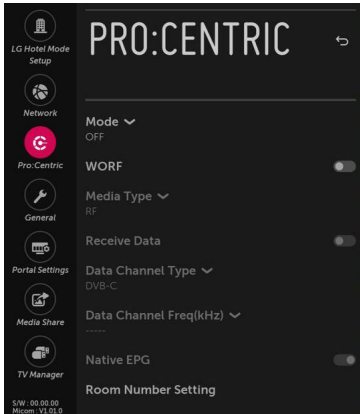 LG Hotel Mode
Setup
Network
Pro:Centric
General
Portal Settings
Media Share
TV Manager
S/W : 00.00.00
Micom : V1.01.0
PRO:CENTRIC
Mode
OFF
WORF
Media Type
RF
Receive Data
Data Channel Type
DVB-C
Data Channel Freq(kHz)
-----
Native EPG
Room Number Setting